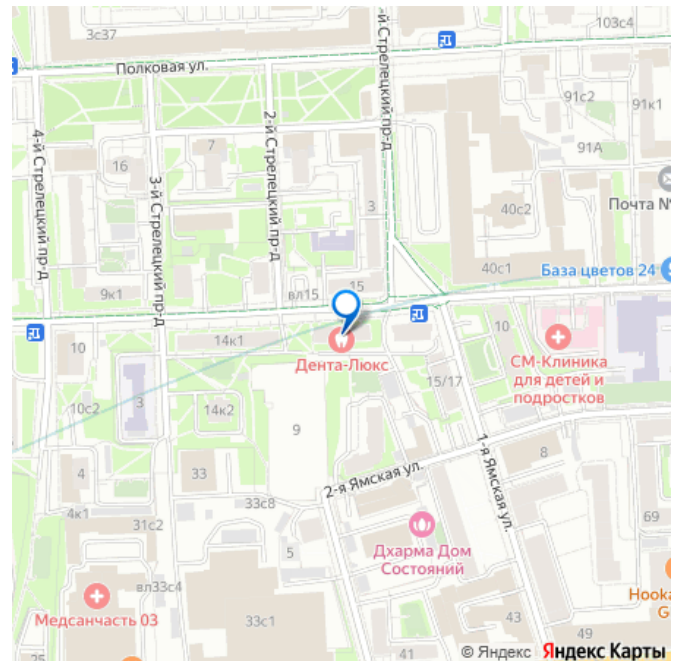 3с37
103с4
Полковая ул.
-й Стрелецкий пр-д
91с2
91к1
4-й Стрелецкий пр-д
3-й Стрелецкий пр-д
2-й Стрелецкий пр-д
7
91А
16
3
40с2
Почта №
40с1
База цветов 24
9к1
вл15
15
10
14к1
10
Дента-Люкс
СМ-Клиника
для детей и
подростков
15/17
10с2
3
14к2
9
1-я Ямская ул.
4
33
2-я Ямская ул.
8
4к1
31с2
33с8
69
5
Дхарма Дом
Состояний
вл33с4
Hooka
G
Медсанчасть 03
33с1
43
49
© Яндекс Яндекс Карты